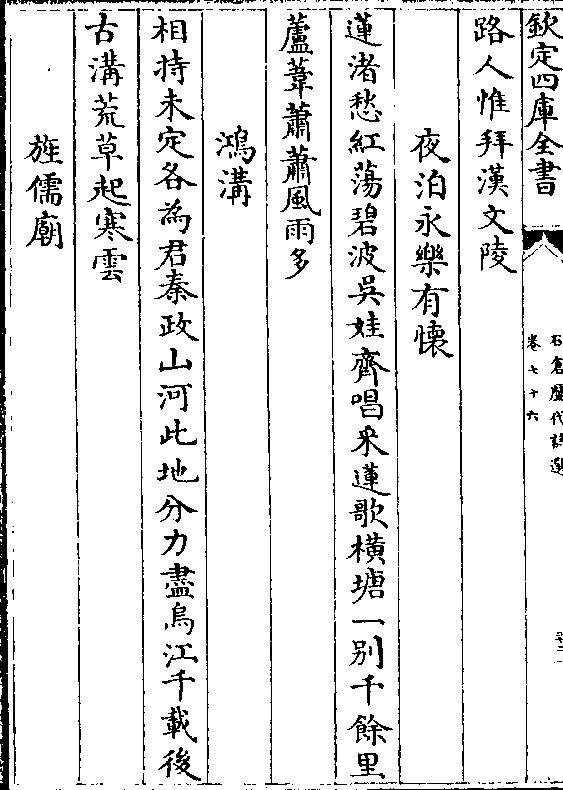 欽定四庫全書
石倉歷代詩選
卷七十六
路人惟拜漢文陵
夜泊永樂有懷
蓮渚愁紅蕩碧波吳娃齊唱采蓮歌橫塘一別千餘里
蘆葦蕭蕭風雨多
鴻溝
相持未定各為君秦政山河此地分力盡烏江千載後
古溝荒草起寒雲
旌儒廟